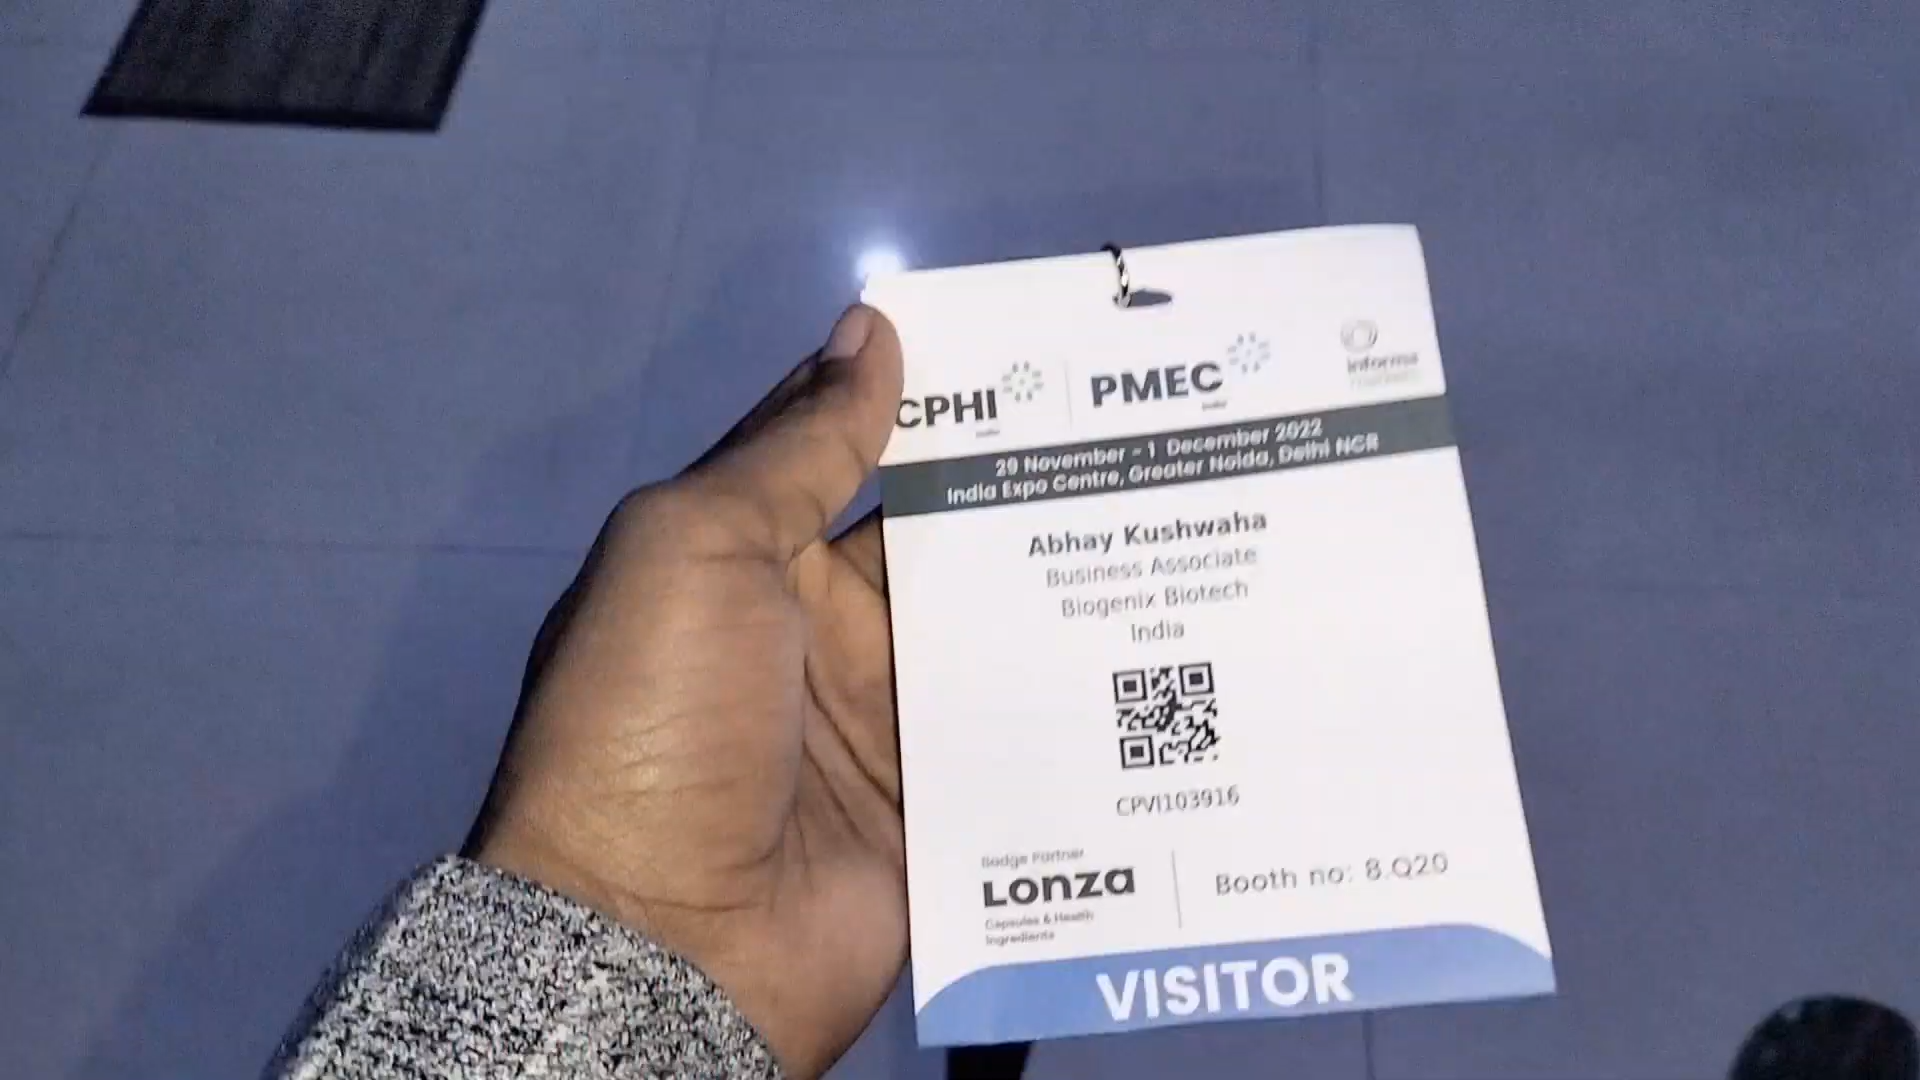 CPHI
PMEC
informa
markets
29 November - 1 December 2022
India Expo Centre, Greater Noida, Delhi NCR
Abhay Kushwaha
Business Associate
Biogenix Biotech
India
CPVI103916
Badge Partner
Lonza
Capsules & Health
Ingredients
Booth no: 8.Q20
VISITOR